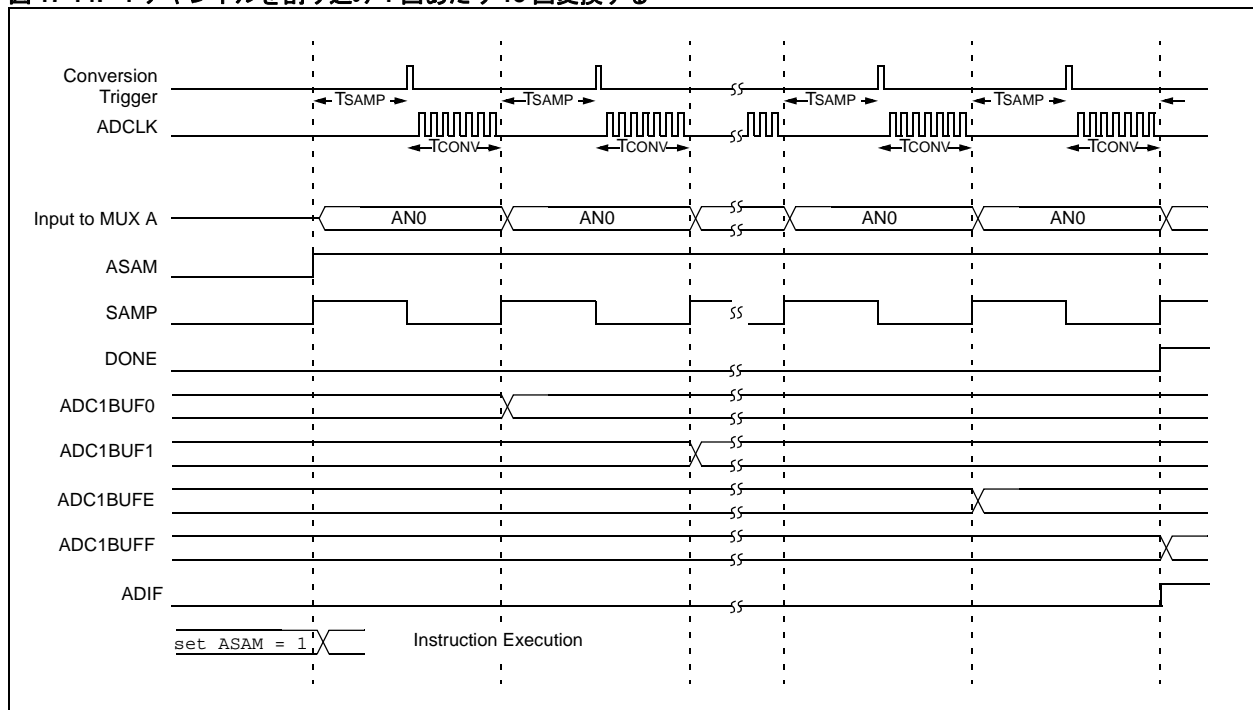 Conversion
Trigger
TSAMP TSAMP TSAMP TSAMP
ADCLK
TCONV TCONV TCONV TCONV
Input to MUX A AN0 AN0 AN0 AN0
ASAM
SAMP
DONE
ADC1BUF0
ADC1BUF1
ADC1BUFE
ADC1BUFF
ADIF
set ASAM = 1 Instruction Execution